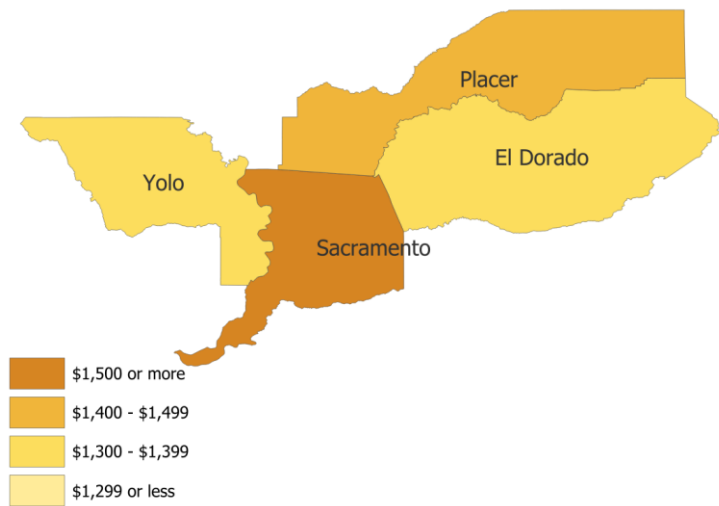 Placer
El Dorado
Yolo
Sacramento
$1,500 or more
$1,400 - $1,499
$1,300 - $1,399
$1,299 or less